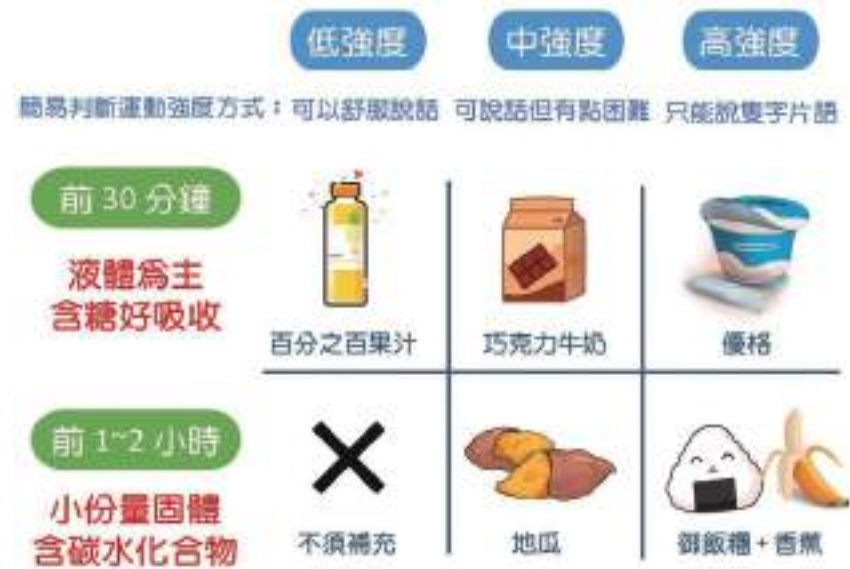 低強度 中強度 高強度
簡易判斷運動強度方式：可以舒服說話 可說話但有點困難 只能說隻字片語
前 30 分鐘
液體為主
含糖好吸收
百分之百果汁 巧克力牛奶 優格
前 1~2 小時
小份量固體
含碳水化合物
不須補充 地瓜 御飯糰+香蕉